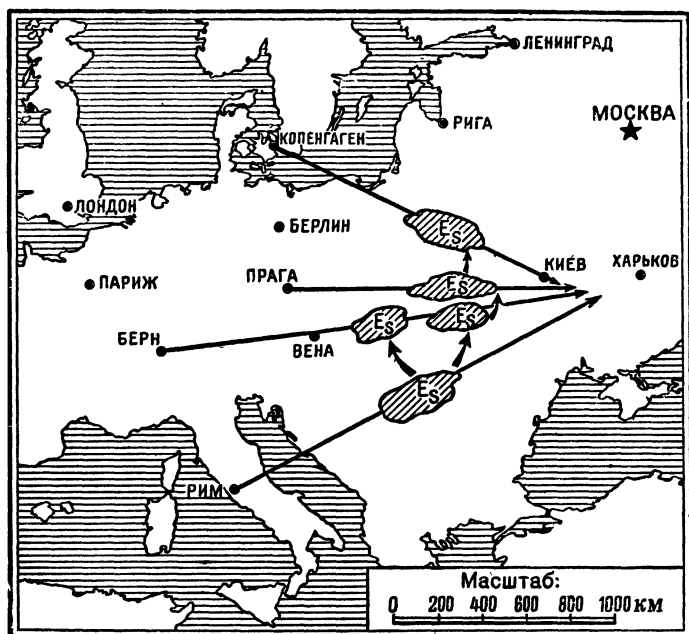 ЛЕНИНГРАД
МОСКВА
РИГА
КОПЕНГАГЕН
ЛОНДОН
БЕРЛИН
Es
КИЕВ
ХАРЬКОВ
ПАРИЖ
ПРАГА
Es
БЕРН
ВЕНА
Es
Es
Es
РИМ
Масштаб:
0 200 400 600 800 1000 км